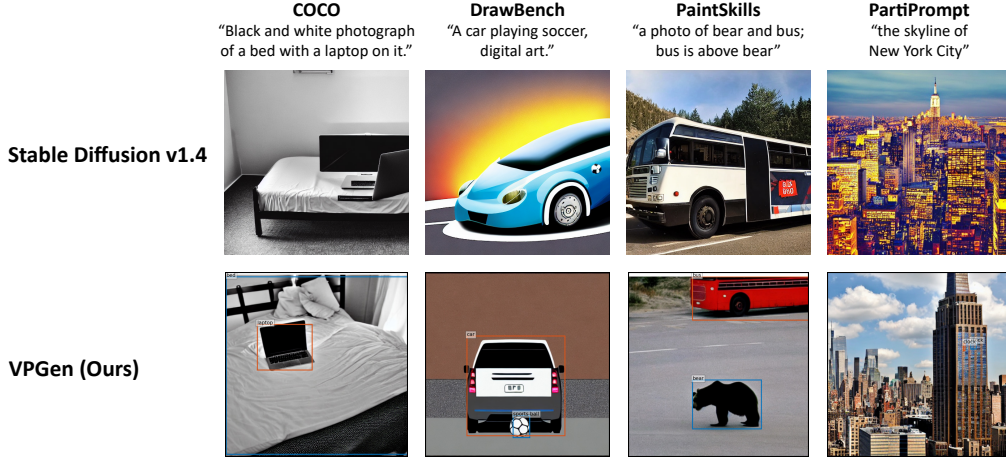 COCO
“Black and white photograph
of a bed with a laptop on it.”
DrawBench
“A car playing soccer,
digital art.”
PaintSkills
“a photo of bear and bus;
bus is above bear”
PartiPrompt
“the skyline of
New York City”
Stable Diffusion v1.4
VPGen (Ours)
bed
laptop
car
sports-ball
bus
bear
clock